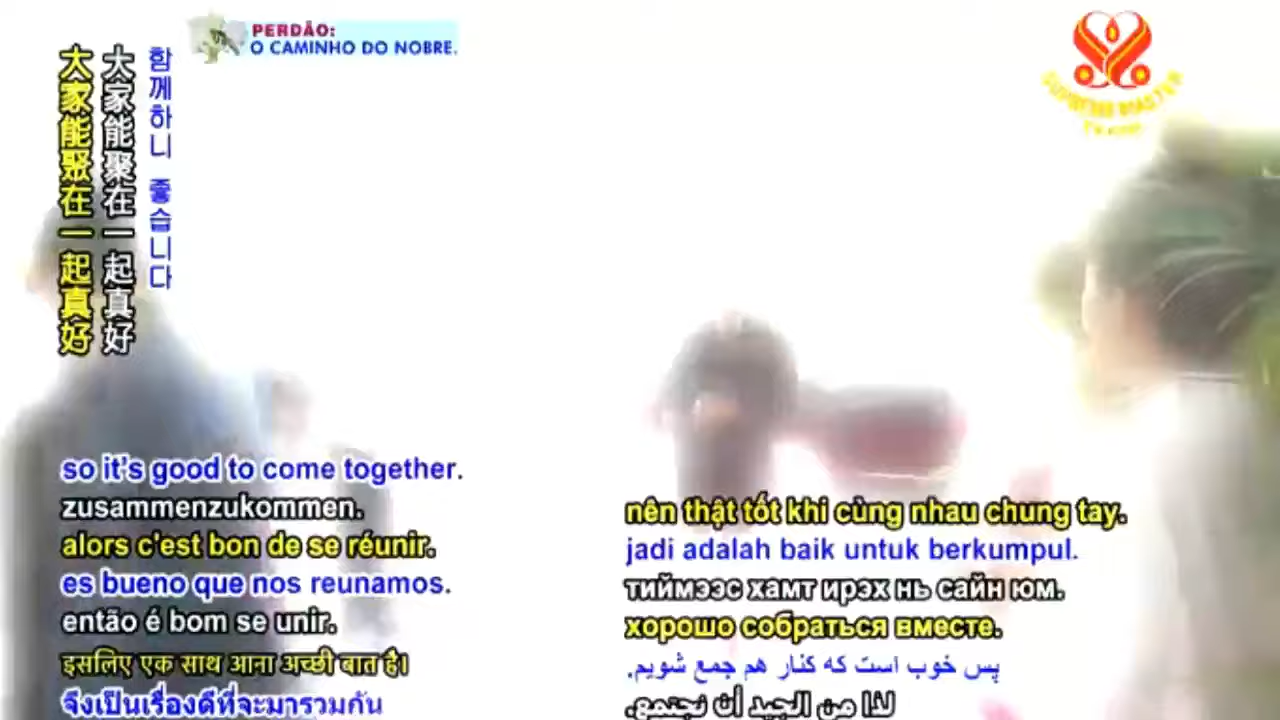 PERDÃO:
O CAMINHO DO NOBRE.
大家能聚在一起真好
大家能聚在一起真好
함께하니 좋습니다
SUPREME MASTER
so it's good to come together.
zusammenzukommen.
alors c'est bon de se réunir.
es bueno que nos reunamos.
então é bom se unir.
इसलिए एक साथ आना अच्छी बात है।
จึงเป็นเรื่องดีที่จะมารวมกัน
nên thật tốt khi cùng nhau chung tay.
jadi adalah baik untuk berkumpul.
тиймээс хамт ирэх нь сайн юм.
хорошо собраться вместе.
پس خوب است که کنار هم جمع شویم.
لذا من الجيد أن نجتمع.